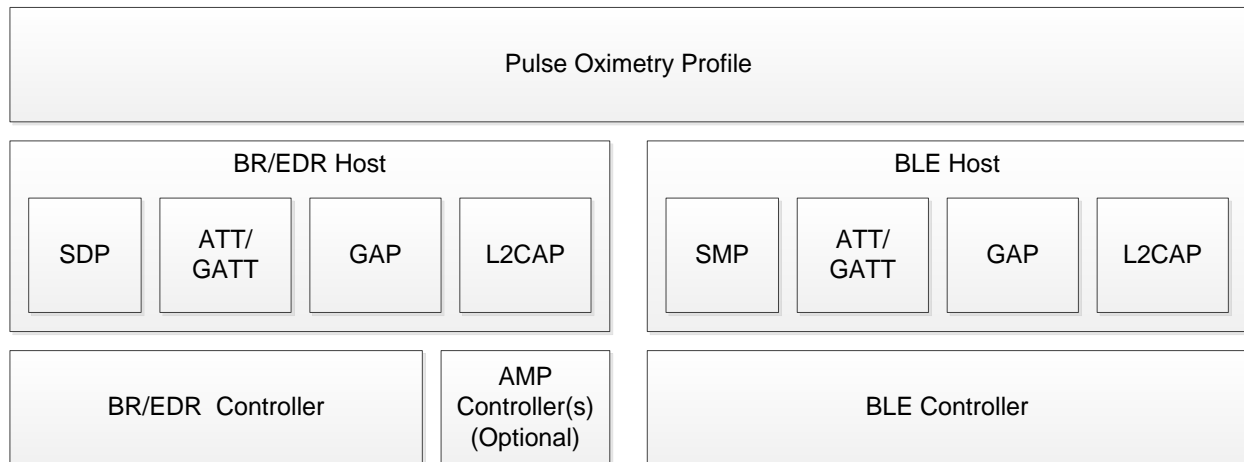 Pulse Oximetry Profile
BR/EDR Host
SDP
ATT/
GATT
GAP
L2CAP
BLE Host
SMP
ATT/
GATT
GAP
L2CAP
BR/EDR Controller
AMP
Controller(s)
(Optional)
BLE Controller